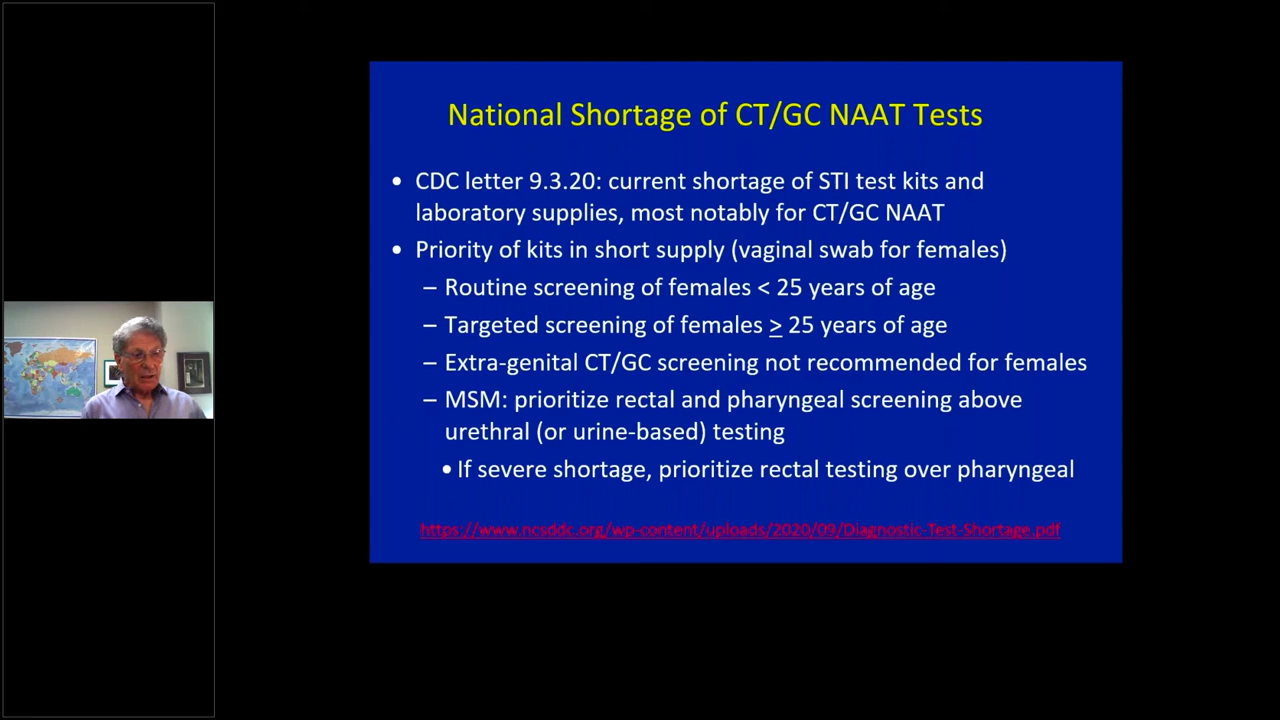 National Shortage of CT/GC NAAT Tests
• CDC letter 9.3.20: current shortage of STI test kits and
laboratory supplies, most notably for CT/GC NAAT
• Priority of kits in short supply (vaginal swab for females)
– Routine screening of females < 25 years of age
– Targeted screening of females ≥ 25 years of age
– Extra-genital CT/GC screening not recommended for females
– MSM: prioritize rectal and pharyngeal screening above
urethral (or urine-based) testing
• If severe shortage, prioritize rectal testing over pharyngeal
https://www.ncsddc.org/wp-content/uploads/2020/09/Diagnostic-Test-Shortage.pdf